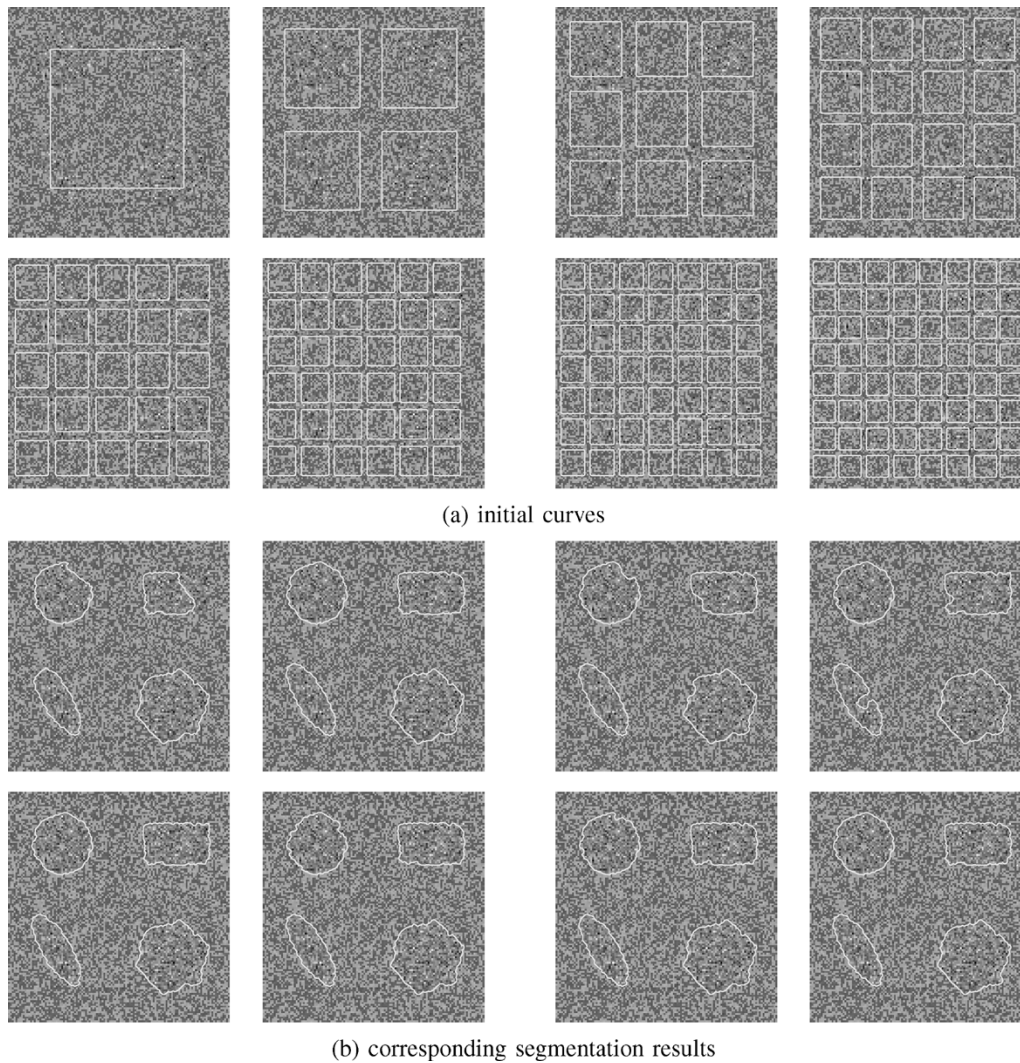 (a) initial curves
(b) corresponding segmentation results